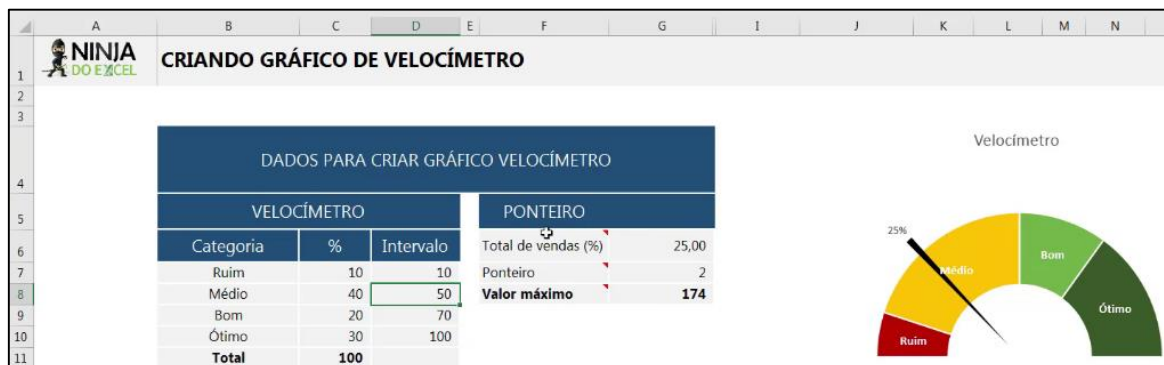 A B C D E F G I J K L M N
1 NINJA DO EXCEL CRIANDO GRÁFICO DE VELOCÍMETRO
2
3
4 DADOS PARA CRIAR GRÁFICO VELOCÍMETRO
5 VELOCÍMETRO PONTEIRO
6 Categoria % Intervalo Total de vendas (%) 25,00
7 Ruim 10 10 Ponteiro 2
8 Médio 40 50 Valor máximo 174
9 Bom 20 70
10 Ótimo 30 100
11 Total 100
Velocímetro
25%
Médio
Bom
Ótimo
Ruim